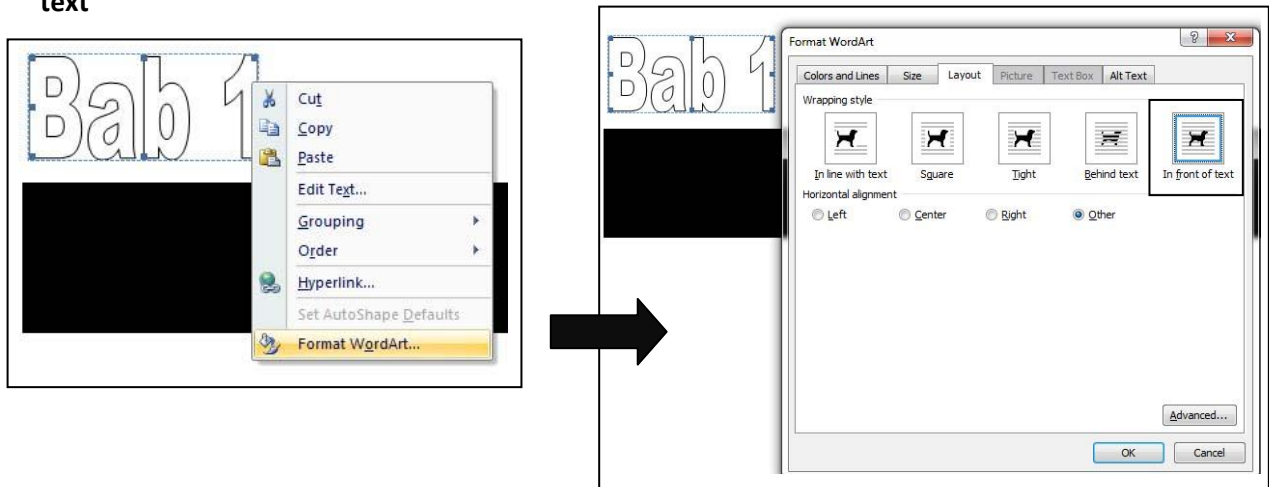 text
Bab 1
Cut
Copy
Paste
Edit Text...
Grouping
Order
Hyperlink...
Set AutoShape Defaults
Format WordArt...
Bab 1
Format WordArt
Colors and Lines Size Layout Picture Text Box Alt Text
Wrapping style
In line with text Square Tight Behind text In front of text
Horizontal alignment
Left Center Right Other
Advanced...
OK Cancel